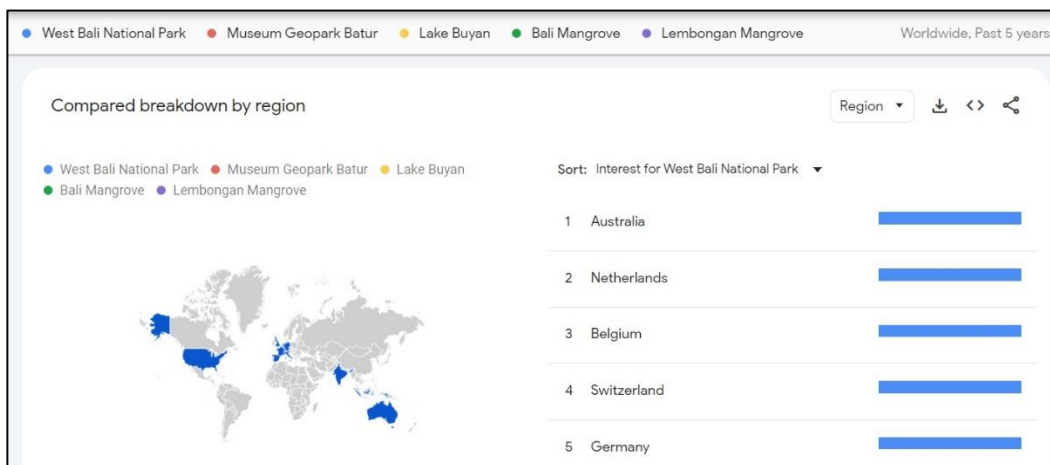 West Bali National Park Museum Geopark Batur Lake Buyan Bali Mangrove Lembongan Mangrove Worldwide, Past 5 years
Compared breakdown by region Region
West Bali National Park Museum Geopark Batur Lake Buyan
Bali Mangrove Lembongan Mangrove
Sort: Interest for West Bali National Park
1 Australia
2 Netherlands
3 Belgium
4 Switzerland
5 Germany